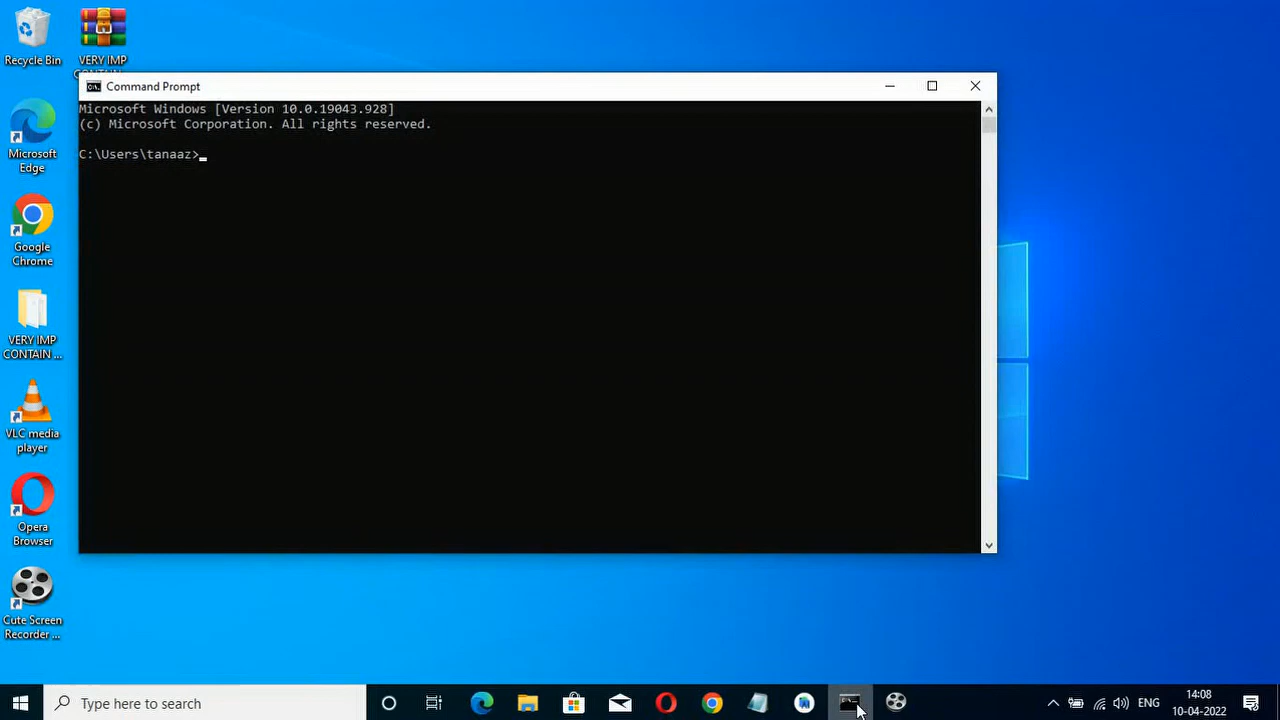 Recycle Bin
VERY IMP
CONTAIN...
Microsoft
Edge
Google
Chrome
VERY IMP
CONTAIN ...
VLC media
player
Opera
Browser
Cute Screen
Recorder ...
Command Prompt
Microsoft Windows [Version 10.0.19043.928]
(c) Microsoft Corporation. All rights reserved.
C:\Users\tanaaz>_
Type here to search
ENG
14:08
10-04-2022